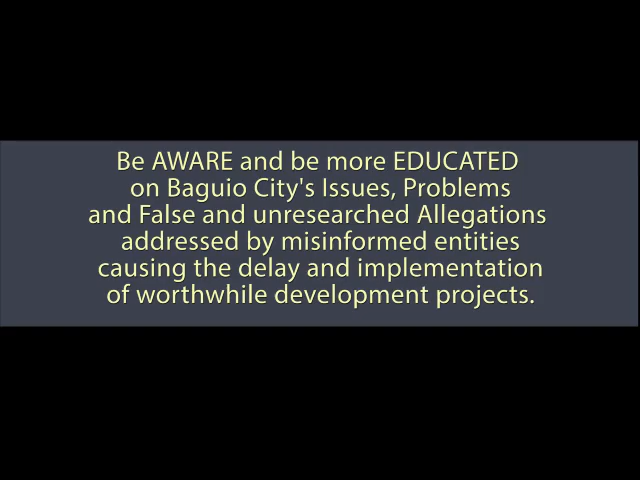 Be AWARE and be more EDUCATED
on Baguio City's Issues, Problems
and False and unresearched Allegations
addressed by misinformed entities
causing the delay and implementation
of worthwhile development projects.